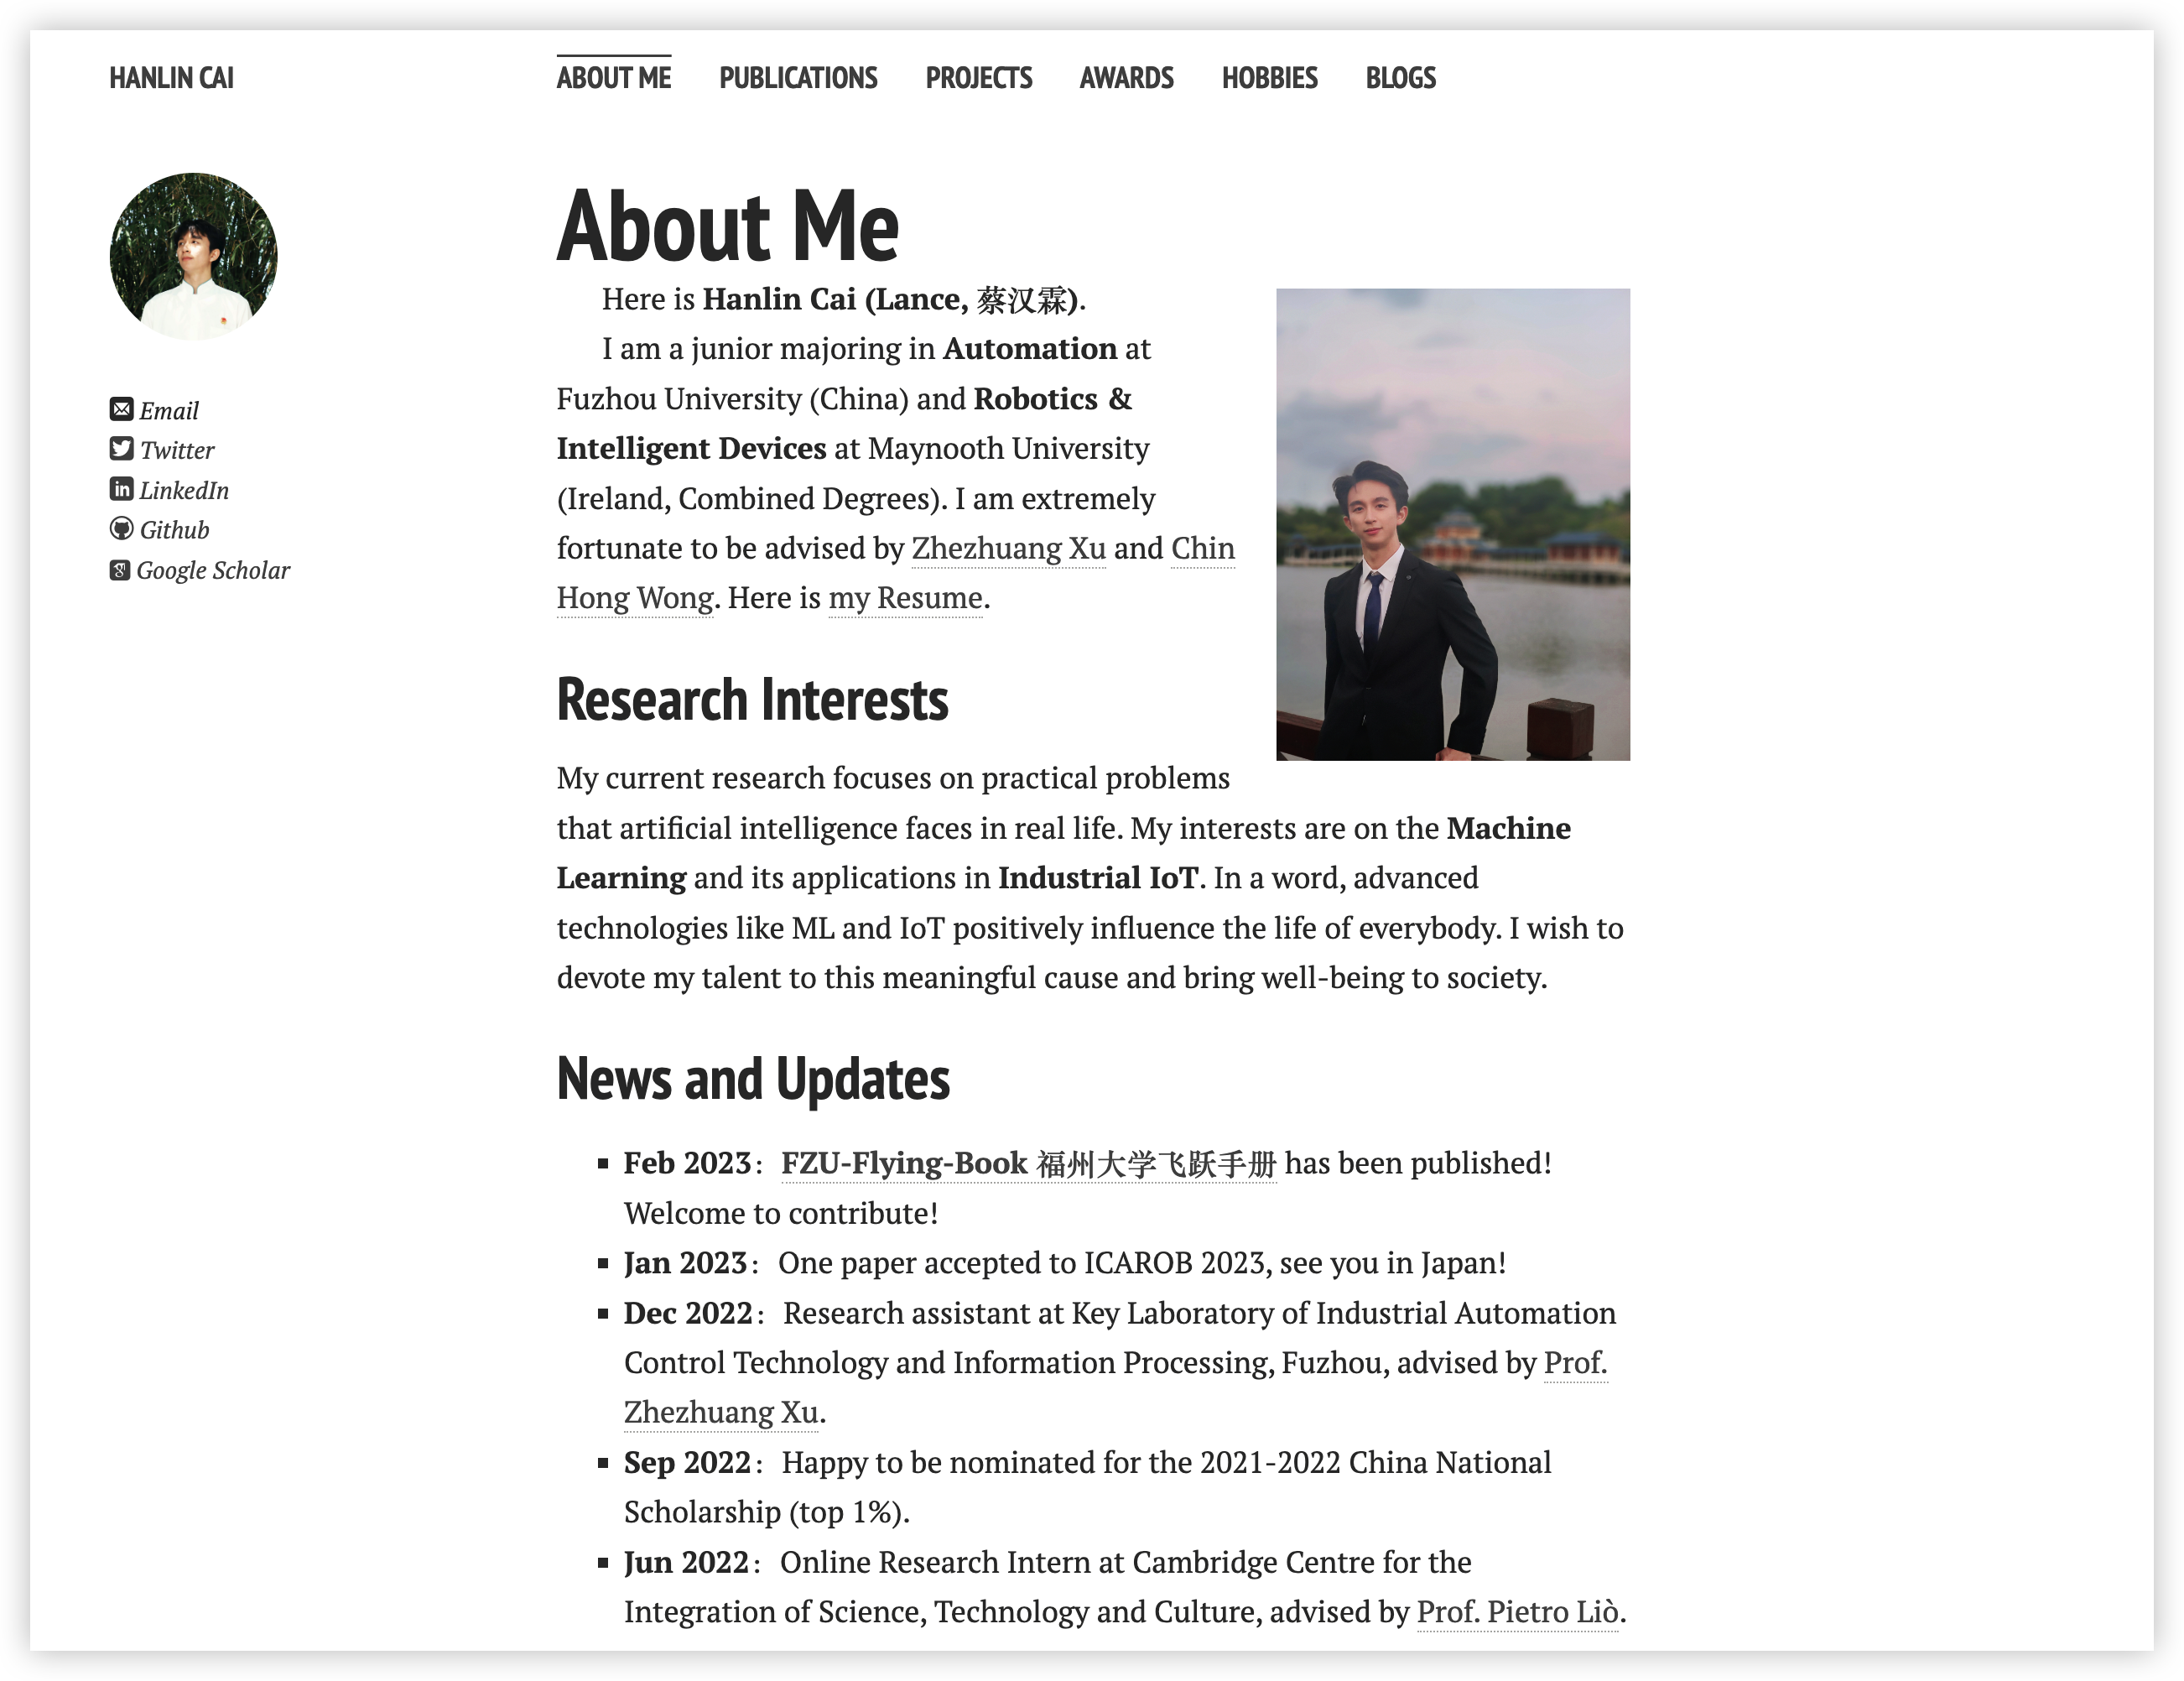 HANLIN CAI
ABOUT ME PUBLICATIONS PROJECTS AWARDS HOBBIES BLOGS
Email
Twitter
LinkedIn
Github
Google Scholar
About Me
Here is Hanlin Cai (Lance, 蔡汉霖).
I am a junior majoring in Automation at
Fuzhou University (China) and Robotics &
Intelligent Devices at Maynooth University
(Ireland, Combined Degrees). I am extremely
fortunate to be advised by Zhezhuang Xu and Chin
Hong Wong. Here is my Resume.
Research Interests
My current research focuses on practical problems
that artificial intelligence faces in real life. My interests are on the Machine
Learning and its applications in Industrial IoT. In a word, advanced
technologies like ML and IoT positively influence the life of everybody. I wish to
devote my talent to this meaningful cause and bring well-being to society.
News and Updates
Feb 2023： FZU-Flying-Book 福州大学飞跃手册 has been published!
Welcome to contribute!
Jan 2023： One paper accepted to ICAROB 2023, see you in Japan!
Dec 2022： Research assistant at Key Laboratory of Industrial Automation
Control Technology and Information Processing, Fuzhou, advised by Prof.
Zhezhuang Xu.
Sep 2022： Happy to be nominated for the 2021-2022 China National
Scholarship (top 1%).
Jun 2022： Online Research Intern at Cambridge Centre for the
Integration of Science, Technology and Culture, advised by Prof. Pietro Liò.